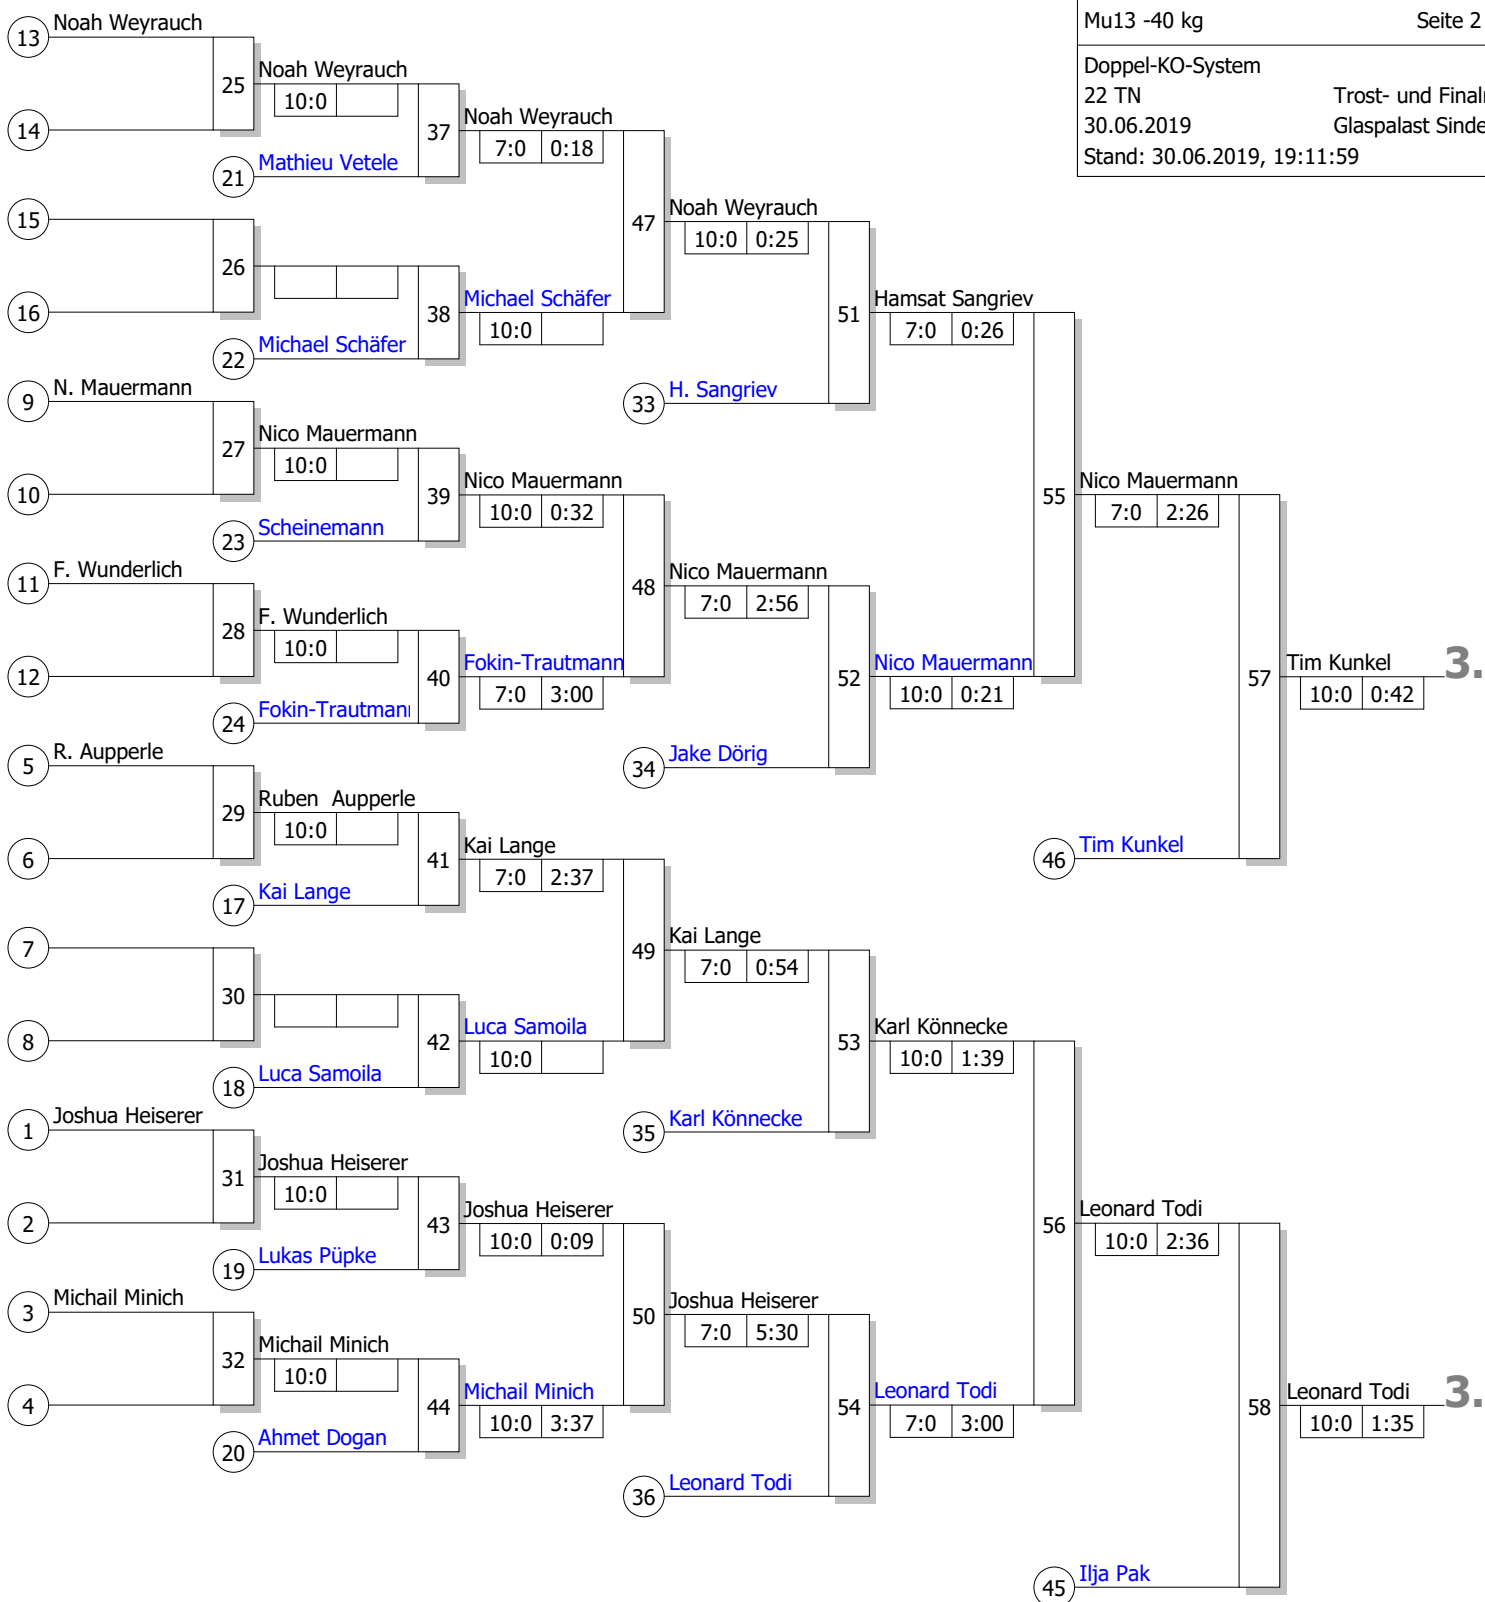 Mu13 -40 kg Seite 2
Doppel-KO-System
22 TN Trost- und Final
30.06.2019 Glaspalast Sinde
Stand: 30.06.2019, 19:11:59
13 Noah Weyrauch
14
25 Noah Weyrauch
10:0
21 Mathieu Vetele
37 Noah Weyrauch
7:0 0:18
15
16
26
22 Michael Schäfer
38 Michael Schäfer
10:0
47 Noah Weyrauch
10:0 0:25
33 H. Sangriev
51 Hamsat Sangriev
7:0 0:26
9 N. Mauermann
10
27 Nico Mauermann
10:0
23 Scheinemann
39 Nico Mauermann
10:0 0:32
11 F. Wunderlich
12
28 F. Wunderlich
10:0
24 Fokin-Trautman
40 Fokin-Trautmann
7:0 3:00
48 Nico Mauermann
7:0 2:56
34 Jake Dörig
52 Nico Mauermann
10:0 0:21
55 Nico Mauermann
7:0 2:26
46 Tim Kunkel
57 Tim Kunkel 3.
10:0 0:42
5 R. Aupperle
6
29 Ruben Aupperle
10:0
17 Kai Lange
41 Kai Lange
7:0 2:37
7
8
30
18 Luca Samoila
42 Luca Samoila
10:0
49 Kai Lange
7:0 0:54
35 Karl Könnecke
53 Karl Könnecke
10:0 1:39
1 Joshua Heiserer
2
31 Joshua Heiserer
10:0
19 Lukas Püpke
43 Joshua Heiserer
10:0 0:09
3 Michail Minich
4
32 Michail Minich
10:0
20 Ahmet Dogan
44 Michail Minich
10:0 3:37
50 Joshua Heiserer
7:0 5:30
36 Leonard Todi
54 Leonard Todi
7:0 3:00
56 Leonard Todi
10:0 2:36
45 Ilja Pak
58 Leonard Todi 3.
10:0 1:35